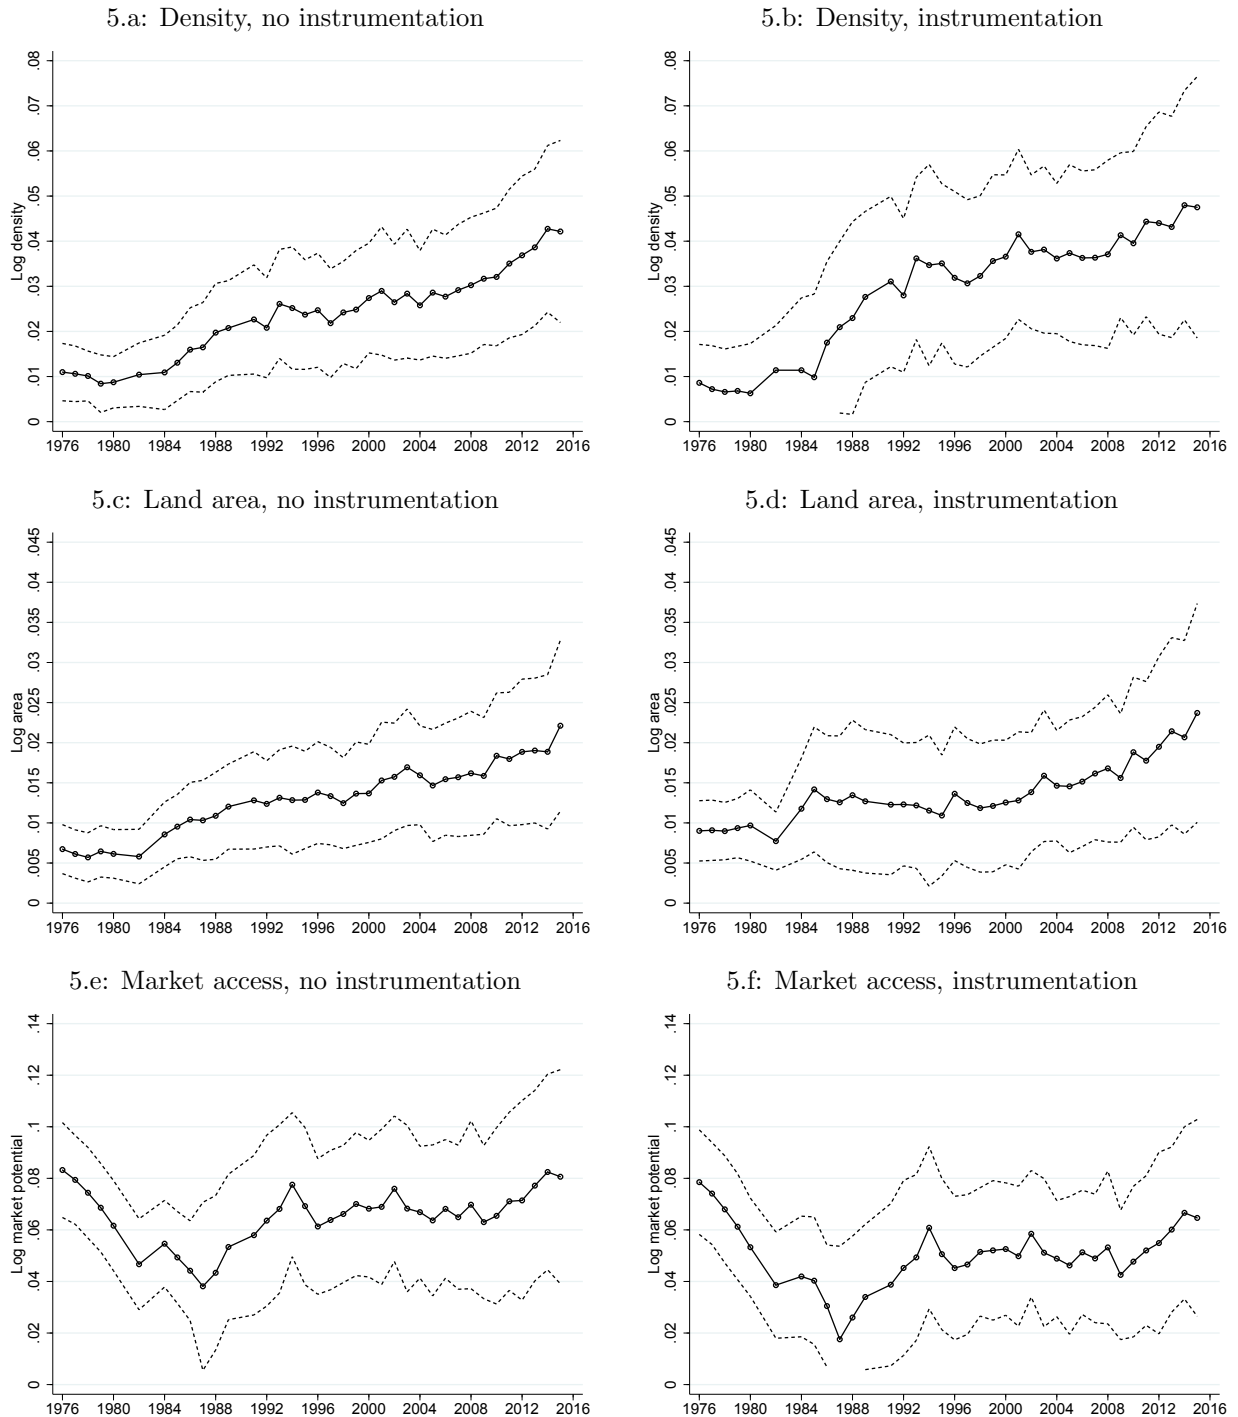 5.a: Density, no instrumentation
5.b: Density, instrumentation
Log density
0 .01 .02 .03 .04 .05 .06 .07 .08
1976 1980 1984 1988 1992 1996 2000 2004 2008 2012 2016
Log density
0 .01 .02 .03 .04 .05 .06 .07 .08
1976 1980 1984 1988 1992 1996 2000 2004 2008 2012 2016
5.c: Land area, no instrumentation
5.d: Land area, instrumentation
Log area
0 .005 .01 .015 .02 .025 .03 .035 .04 .045
1976 1980 1984 1988 1992 1996 2000 2004 2008 2012 2016
Log area
0 .005 .01 .015 .02 .025 .03 .035 .04 .045
1976 1980 1984 1988 1992 1996 2000 2004 2008 2012 2016
5.e: Market access, no instrumentation
5.f: Market access, instrumentation
Log market potential
0 .02 .04 .06 .08 .1 .12 .14
1976 1980 1984 1988 1992 1996 2000 2004 2008 2012 2016
Log market potential
0 .02 .04 .06 .08 .1 .12 .14
1976 1980 1984 1988 1992 1996 2000 2004 2008 2012 2016